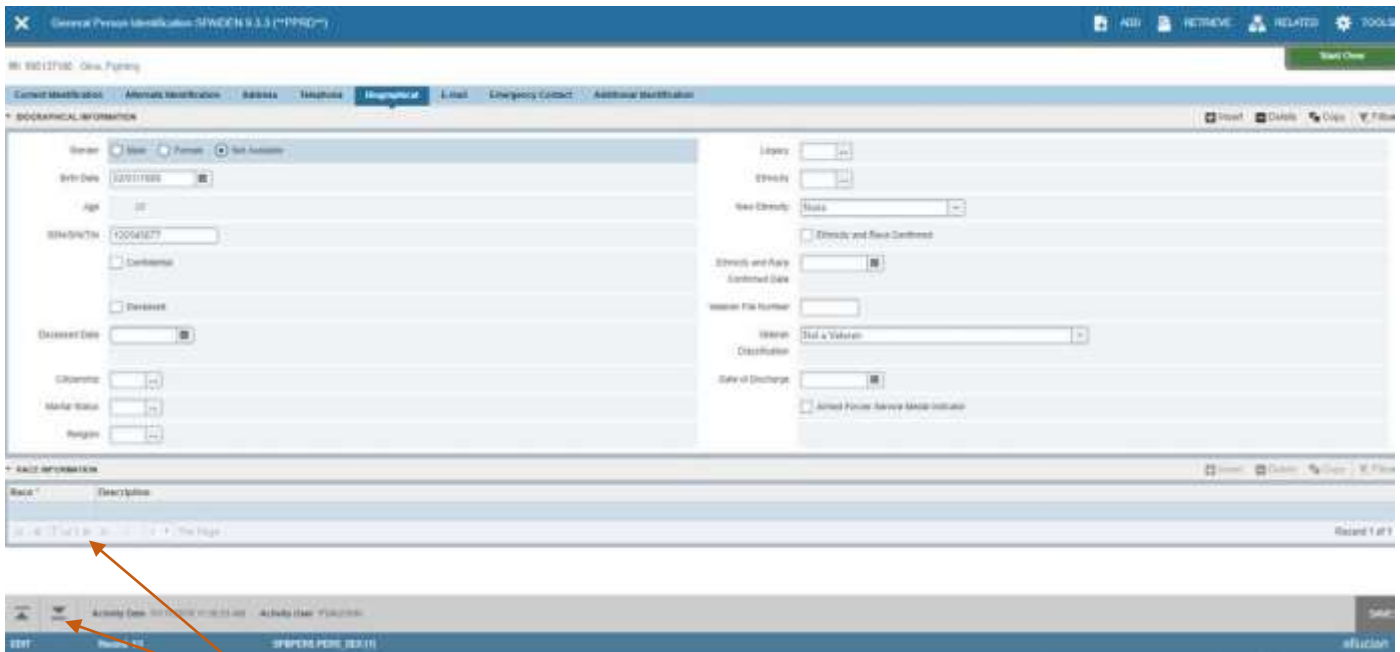 General Person Identification SPAIDEN 9.3.3 (**PPRD**)
ADD RETRIEVE RELATED TOOLS
Start Over
Current Identification Alternate Identification Address Telephone Biographical E-mail Emergency Contact Additional Identification
BIOGRAPHICAL INFORMATION Insert Delete Copy Filter
Gender Male Female Not Available Legacy
Birth Date Ethnicity
Age New Ethnicity None
SSN/SIN/TIN Ethnicity and Race Confirmed
Confidential Ethnicity and Race
Confirmed Date
Deceased Veteran File Number
Deceased Date Veteran Not a Veteran
Classification
Citizenship Date of Discharge
Marital Status Armed Forces Service Medal Indicator
Religion
RACE INFORMATION Insert Delete Copy Filter
Race * Description
Per Page Record 1 of 1
Activity Date Activity User SAVE
EDIT ellucian